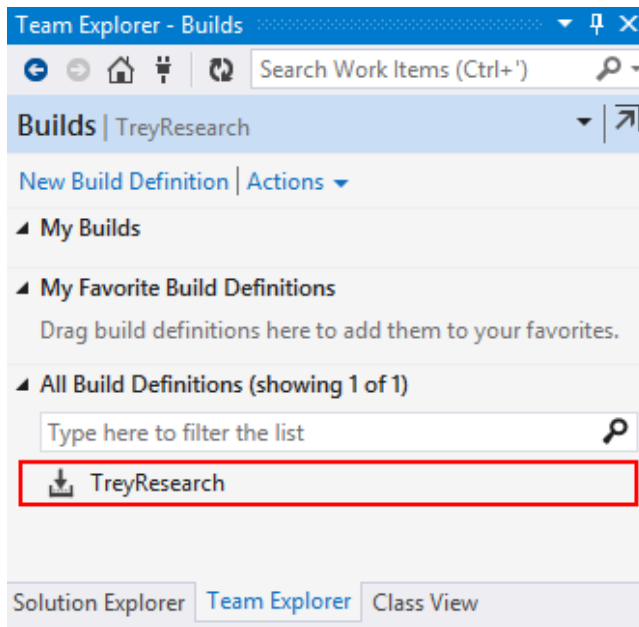 Team Explorer - Builds
Search Work Items (Ctrl+')
Builds | TreyResearch
New Build Definition | Actions
My Builds
My Favorite Build Definitions
Drag build definitions here to add them to your favorites.
All Build Definitions (showing 1 of 1)
Type here to filter the list
TreyResearch
Solution Explorer Team Explorer Class View